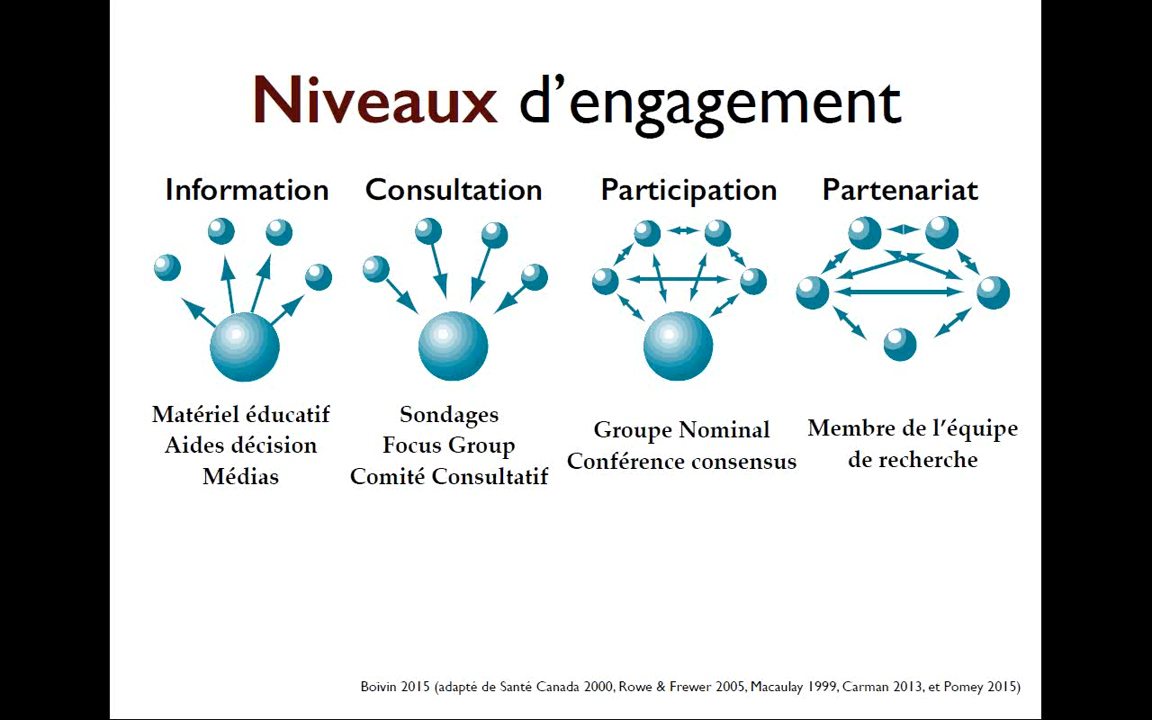 Niveaux d’engagement
Information
Consultation
Participation
Partenariat
Matériel éducatif
Aides décision
Médias
Sondages
Focus Group
Comité Consultatif
Groupe Nominal
Conférence consensus
Membre de l’équipe
de recherche
Boivin 2015 (adapté de Santé Canada 2000, Rowe & Frewer 2005, Macaulay 1999, Carman 2013, et Pomey 2015)